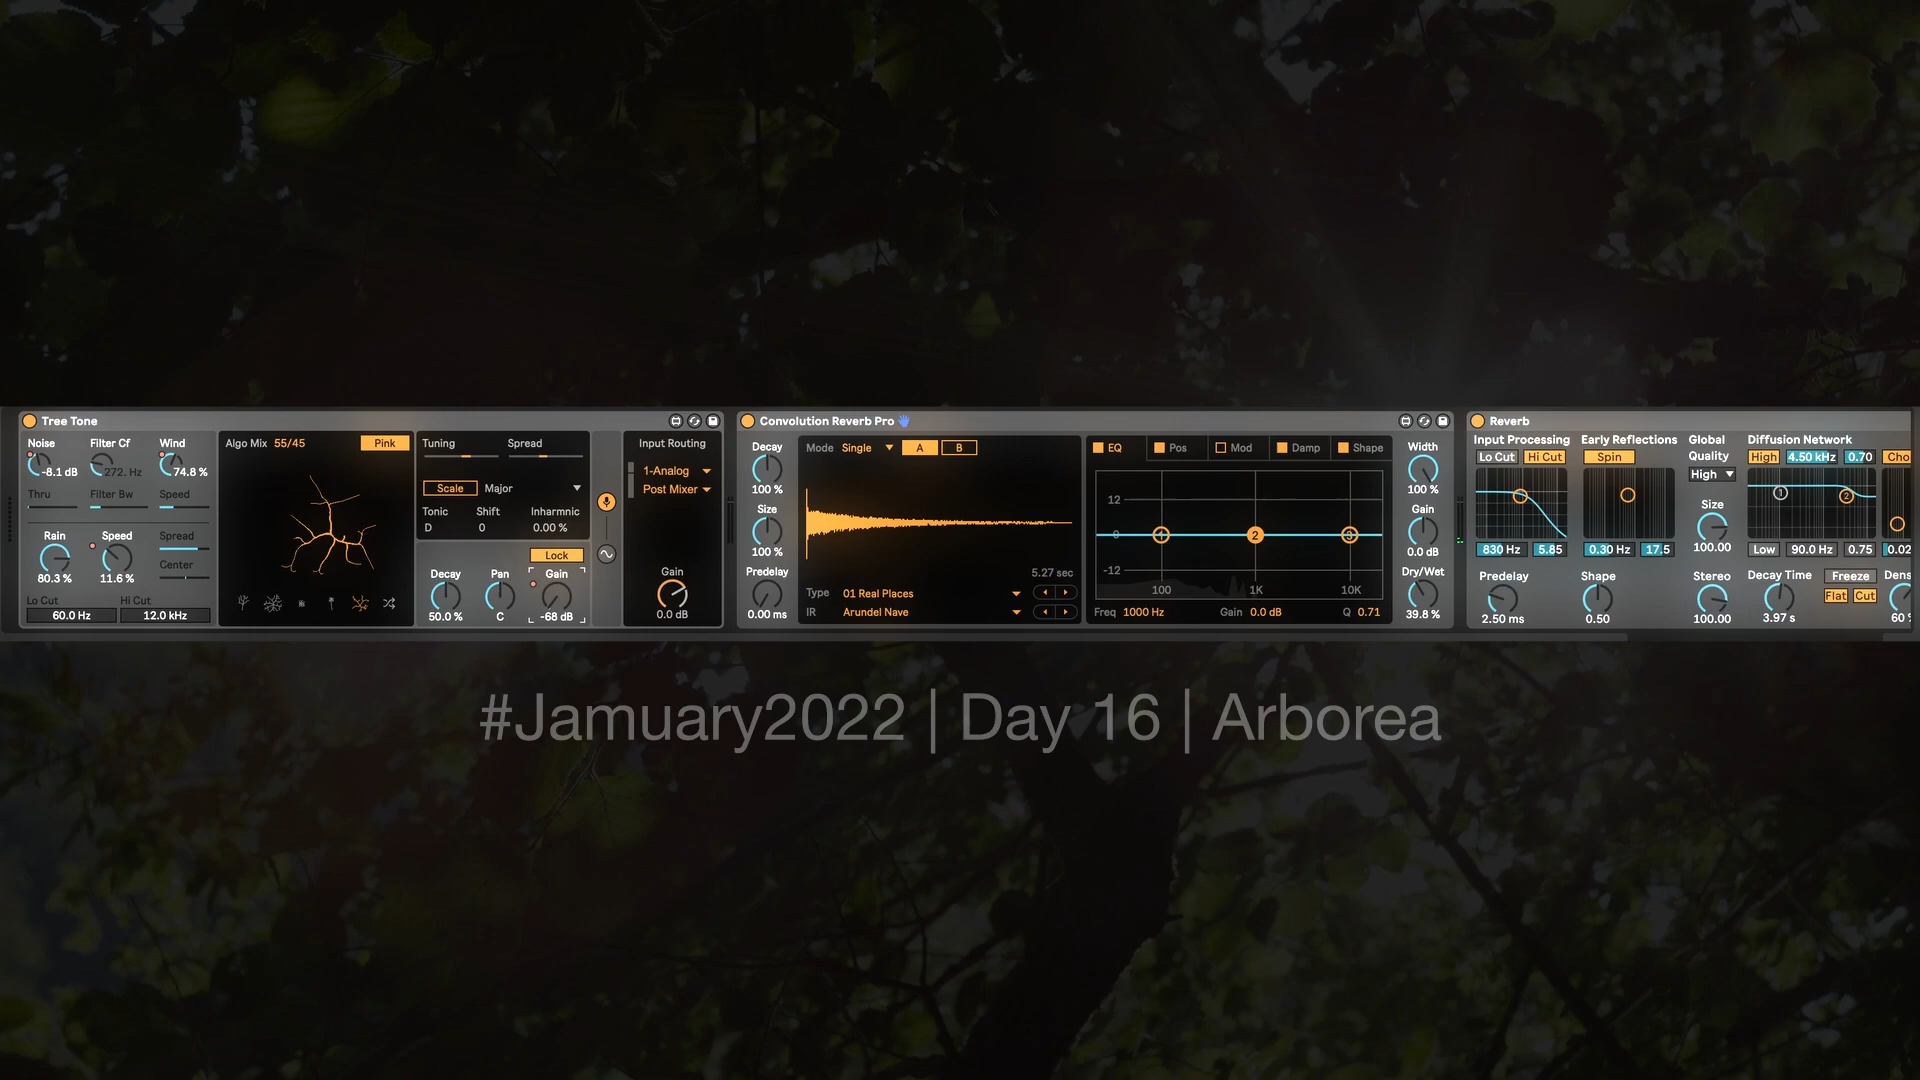 Tree Tone
Noise Filter Cf Wind
-8.1 dB 272. Hz 74.8 %
Thru Filter Bw Speed
Rain Speed Spread
Center
80.3 % 11.6 %
Lo Cut Hi Cut
60.0 Hz 12.0 kHz
Algo Mix 55/45 Pink
Tuning Spread
Scale Major
Tonic Shift Inharmnic
D 0 0.00 %
Lock
Decay Pan Gain
50.0 % C -68 dB
Input Routing
1-Analog
Post Mixer
Gain
0.0 dB
Convolution Reverb Pro
Decay
100 %
Size
100 %
Predelay
0.00 ms
Mode Single A B
5.27 sec
Type 01 Real Places
IR Arundel Nave
EQ Pos Mod Damp Shape
12
0
-12
1 2 3
100 1K 10K
Freq 1000 Hz Gain 0.0 dB Q 0.71
Width
100 %
Gain
0.0 dB
Dry/Wet
39.8 %
Reverb
Input Processing Early Reflections Global Diffusion Network
Lo Cut Hi Cut Spin Quality High 4.50 kHz 0.70 Cho
High
1 2
Size
100.00
830 Hz 5.85 0.30 Hz 17.5 Low 90.0 Hz 0.75 0.02
Predelay Shape Stereo Decay Time Freeze Dens
Flat Cut
2.50 ms 0.50 100.00 3.97 s 60 %
#Jamuary2022 | Day 16 | Arborea